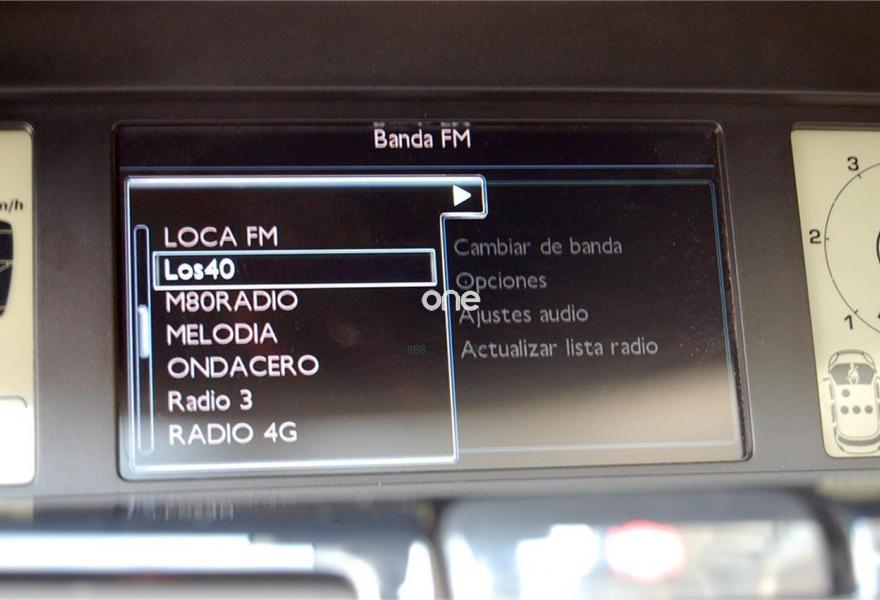 Banda FM
LOCA FM
Los40
M80RADIO
MELODIA
ONDACERO
Radio 3
RADIO 4G
Cambiar de banda
Opciones
Ajustes audio
Actualizar lista radio
one
888
3
2
1